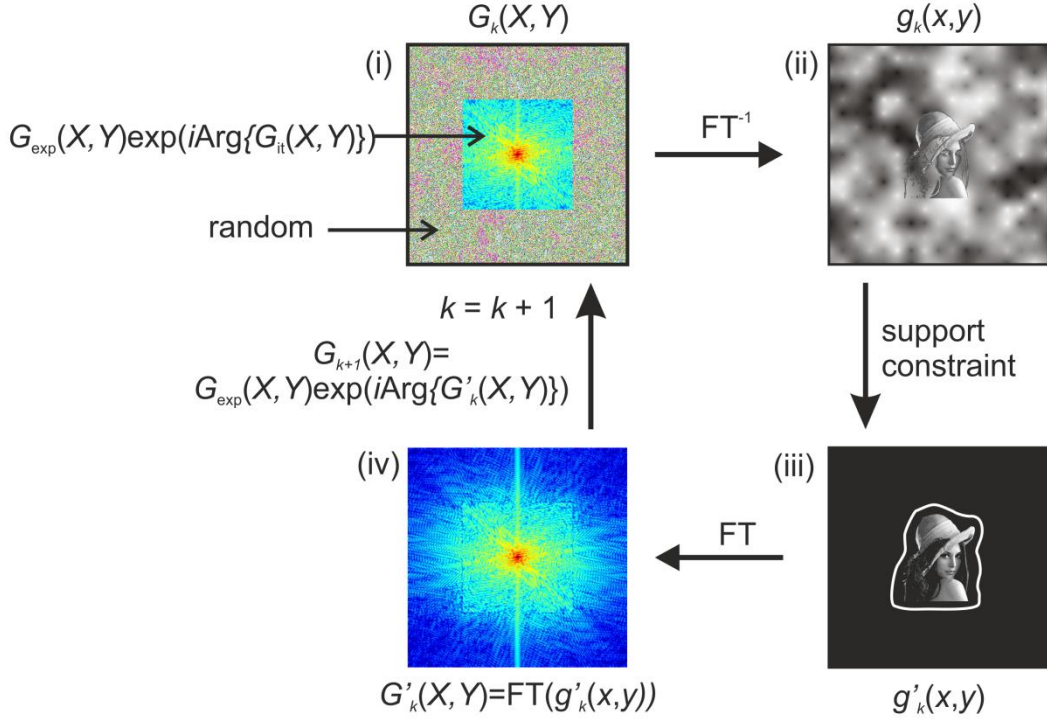 G_k(X,Y)
g_k(x,y)
(i)
(ii)
G_exp(X,Y)exp(iArg{G_it(X,Y)})
FT^-1
random
k = k + 1
support
constraint
G_k+1(X,Y)=
G_exp(X,Y)exp(iArg{G'_k(X,Y)})
(iv)
(iii)
FT
G'_k(X,Y)=FT(g'_k(x,y))
g'_k(x,y)